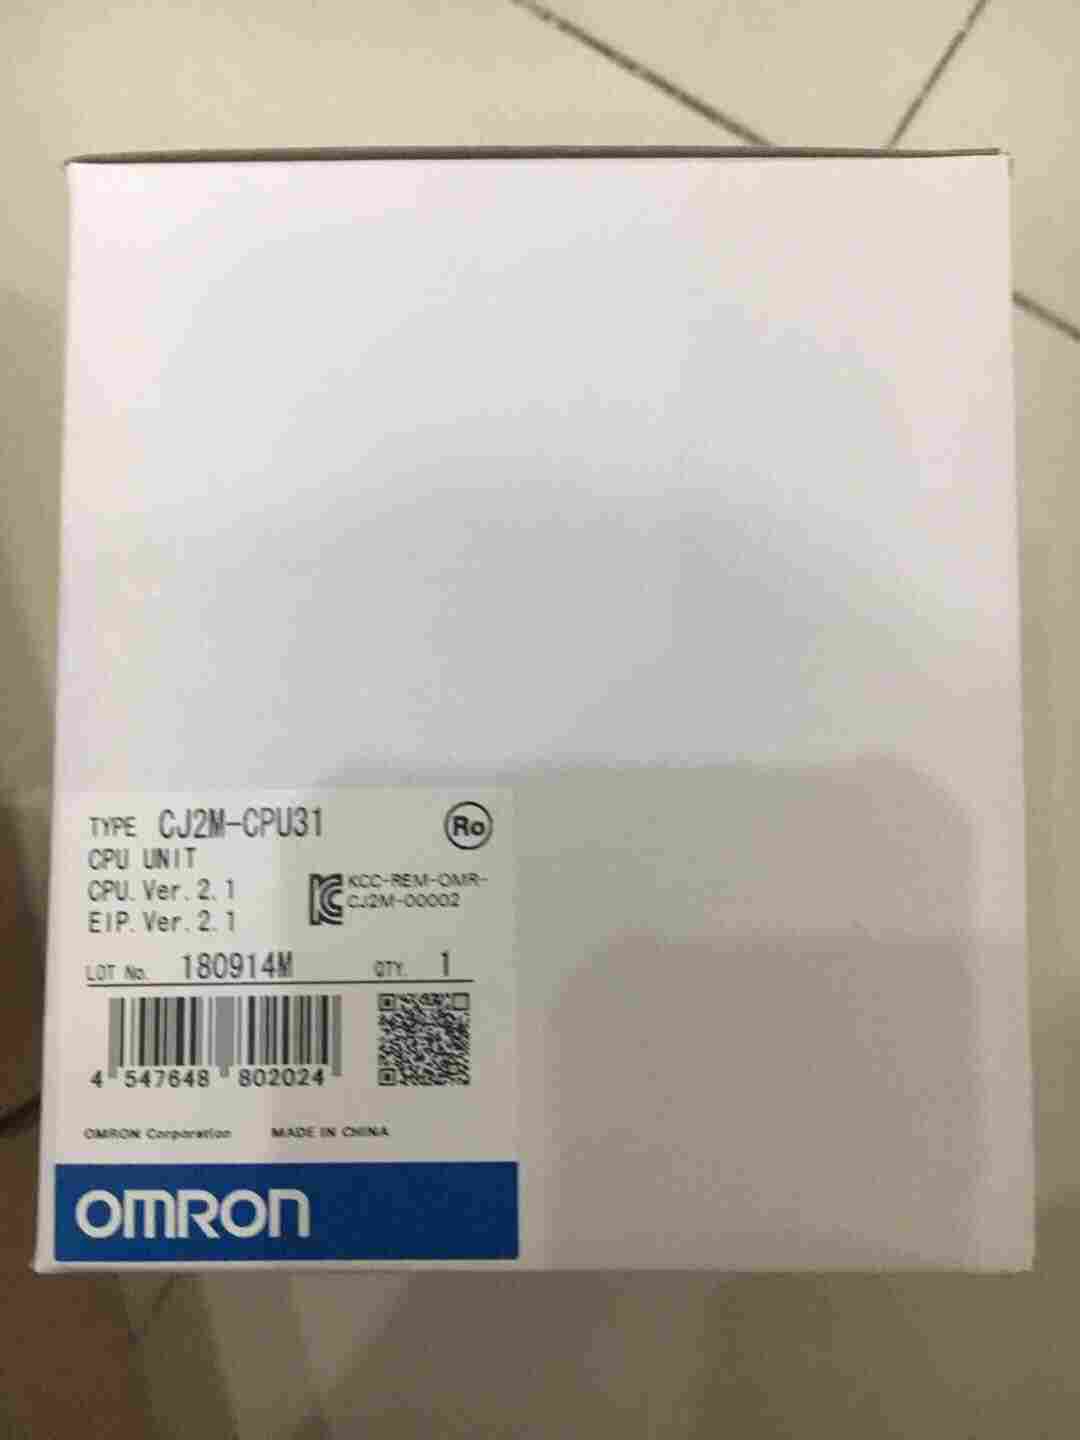 TYPE CJ2M-CPU31
Ro
CPU UNIT
CPU. Ver. 2.1
EIP. Ver. 2.1
KCC-REM-OMR-
CJ2M-00002
LOT No. 180914M QTY. 1
4 547648 802024
OMRON Corporation MADE IN CHINA
OMRON